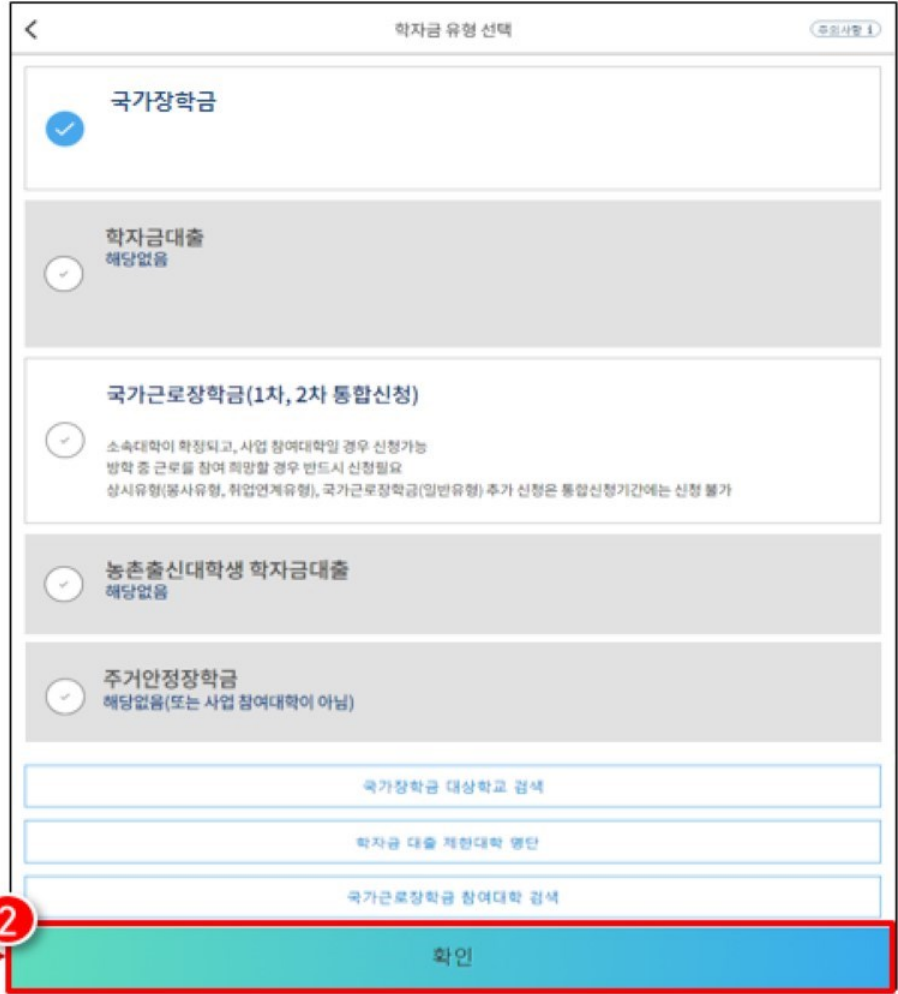 학자금 유형 선택
주의사항 i
국가장학금
학자금대출
해당없음
국가근로장학금(1차, 2차 통합신청)
소속대학이 확정되고, 사업 참여대학일 경우 신청가능
방학 중 근로를 참여 희망할 경우 반드시 신청필요
상시유형(봉사유형, 취업연계유형), 국가근로장학금(일반유형) 추가 신청은 통합신청기간에는 신청 불가
농촌출신대학생 학자금대출
해당없음
주거안정장학금
해당없음(또는 사업 참여대학이 아님)
국가장학금 대상학교 검색
학자금 대출 제한대학 명단
국가근로장학금 참여대학 검색
2
확인